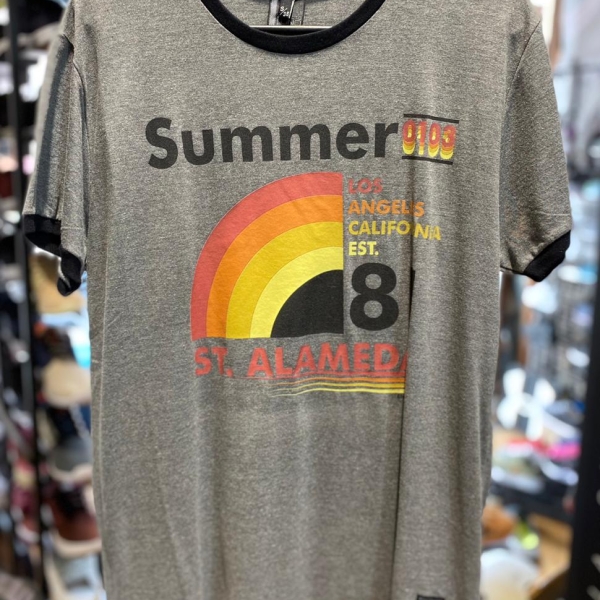 Summer 0103
LOS
ANGELES
CALIFORNIA
EST.
8
ST. ALAMEDA